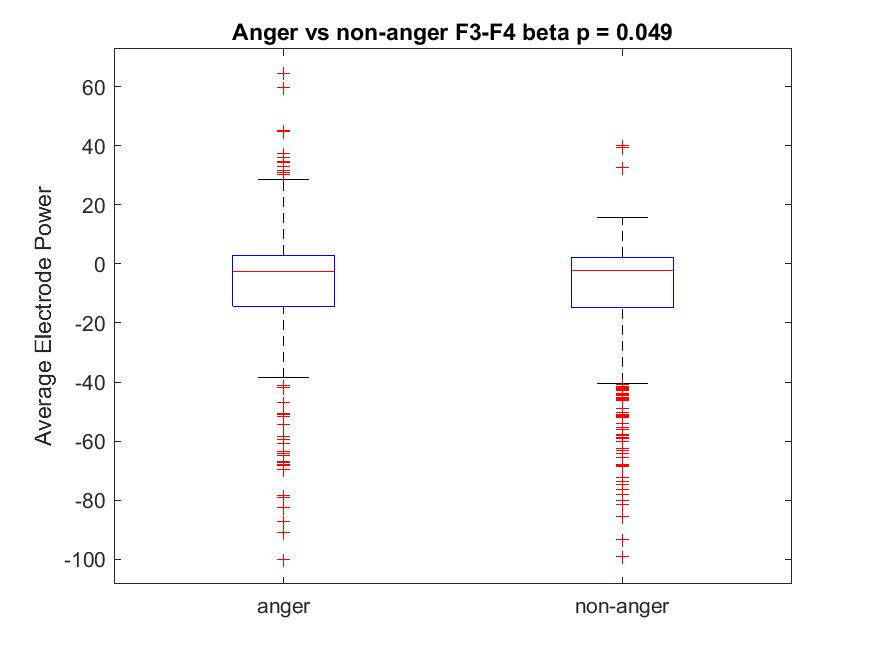 Anger vs non-anger F3-F4 beta p = 0.049
Average Electrode Power
60
40
20
0
-20
-40
-60
-80
-100
anger
non-anger